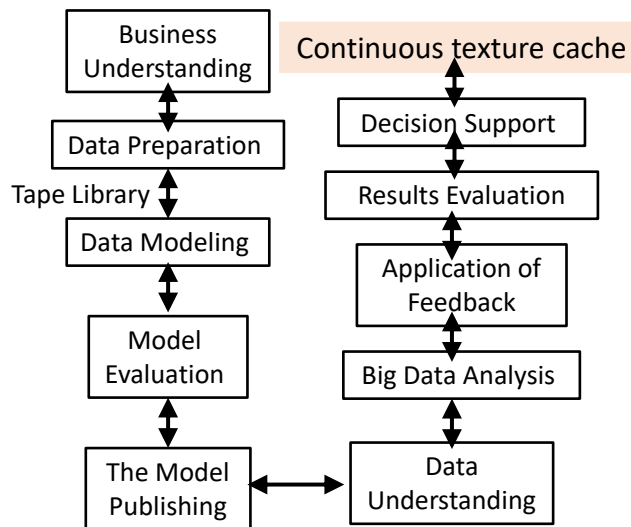 Business
Understanding
Data Preparation
Tape Library
Data Modeling
Model
Evaluation
The Model
Publishing
Continuous texture cache
Decision Support
Results Evaluation
Application of
Feedback
Big Data Analysis
Data
Understanding